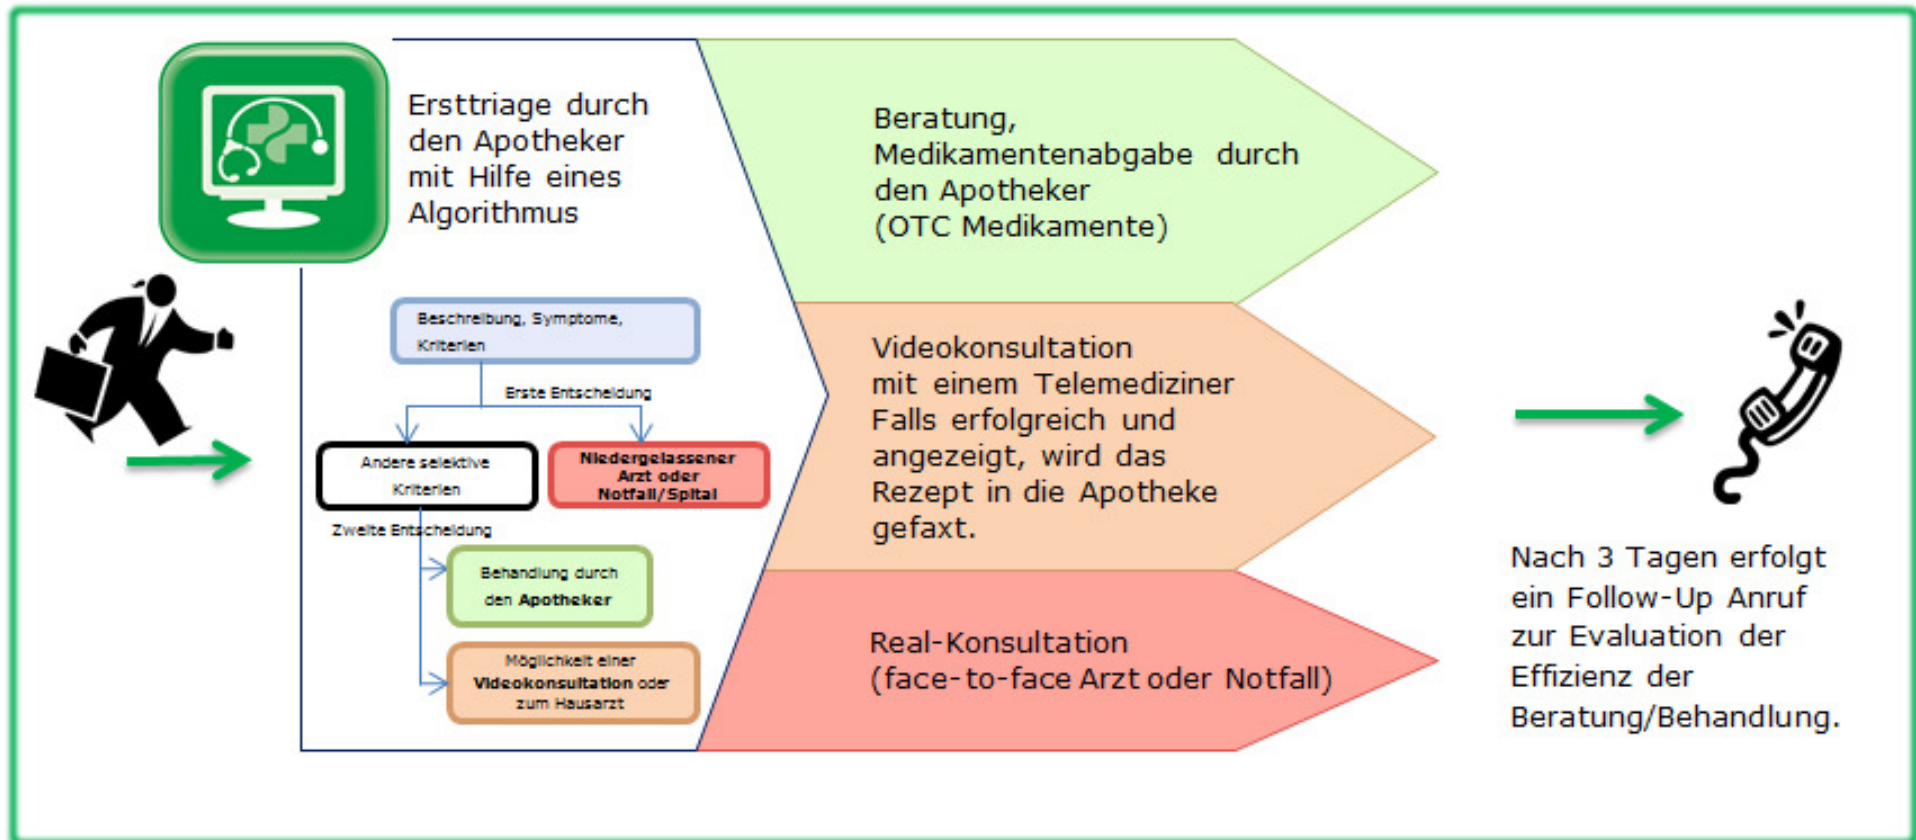 Ersttriage durch
den Apotheker
mit Hilfe eines
Algorithmus
Beschreibung, Symptome,
Kriterien
Erste Entscheidung
Andere selektive
Kriterien
Niedergelassener
Arzt oder
Notfall/Spital
Zweite Entscheidung
Behandlung durch
den Apotheker
Möglichkeit einer
Videokonsultation oder
zum Hausarzt
Beratung,
Medikamentenabgabe durch
den Apotheker
(OTC Medikamente)
Videokonsultation
mit einem Telemediziner
Falls erfolgreich und
angezeigt, wird das
Rezept in die Apotheke
gefaxt.
Real-Konsultation
(face-to-face Arzt oder Notfall)
Nach 3 Tagen erfolgt
ein Follow-Up Anruf
zur Evaluation der
Effizienz der
Beratung/Behandlung.